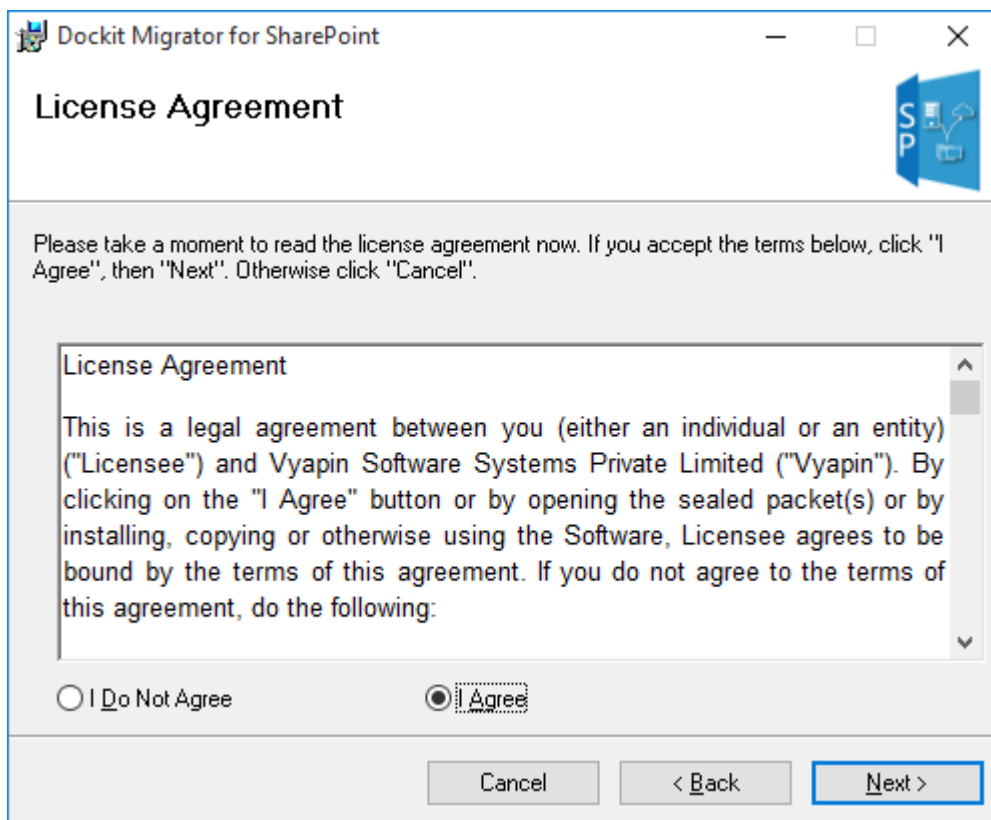 Dockit Migrator for SharePoint
License Agreement
S
P
Please take a moment to read the license agreement now. If you accept the terms below, click "I
Agree", then "Next". Otherwise click "Cancel".
License Agreement
This is a legal agreement between you (either an individual or an entity)
("Licensee") and Vyapin Software Systems Private Limited ("Vyapin"). By
clicking on the "I Agree" button or by opening the sealed packet(s) or by
installing, copying or otherwise using the Software, Licensee agrees to be
bound by the terms of this agreement. If you do not agree to the terms of
this agreement, do the following:
I Do Not Agree
I Agree
Cancel
< Back
Next >